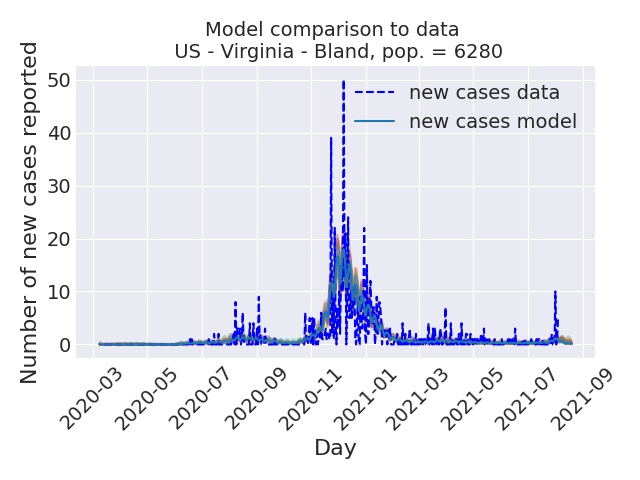 Model comparison to data
US - Virginia - Bland, pop. = 6280
Number of new cases reported
50
40
30
20
10
0
new cases data
new cases model
2020-03
2020-05
2020-07
2020-09
2020-11
2021-01
2021-03
2021-05
2021-07
2021-09
Day